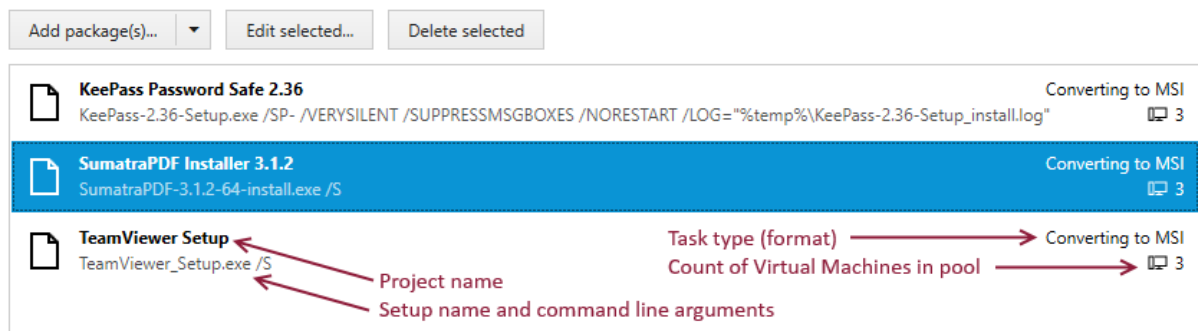 Add package(s)... Edit selected... Delete selected
KeePass Password Safe 2.36 Converting to MSI
KeePass-2.36-Setup.exe /SP- /VERYSILENT /SUPPRESSMSGBOXES /NORESTART /LOG="%temp%\KeePass-2.36-Setup_install.log" 3
SumatraPDF Installer 3.1.2 Converting to MSI
SumatraPDF-3.1.2-64-install.exe /S 3
TeamViewer Setup Task type (format) Converting to MSI
TeamViewer_Setup.exe /S Count of Virtual Machines in pool 3
Project name
Setup name and command line arguments